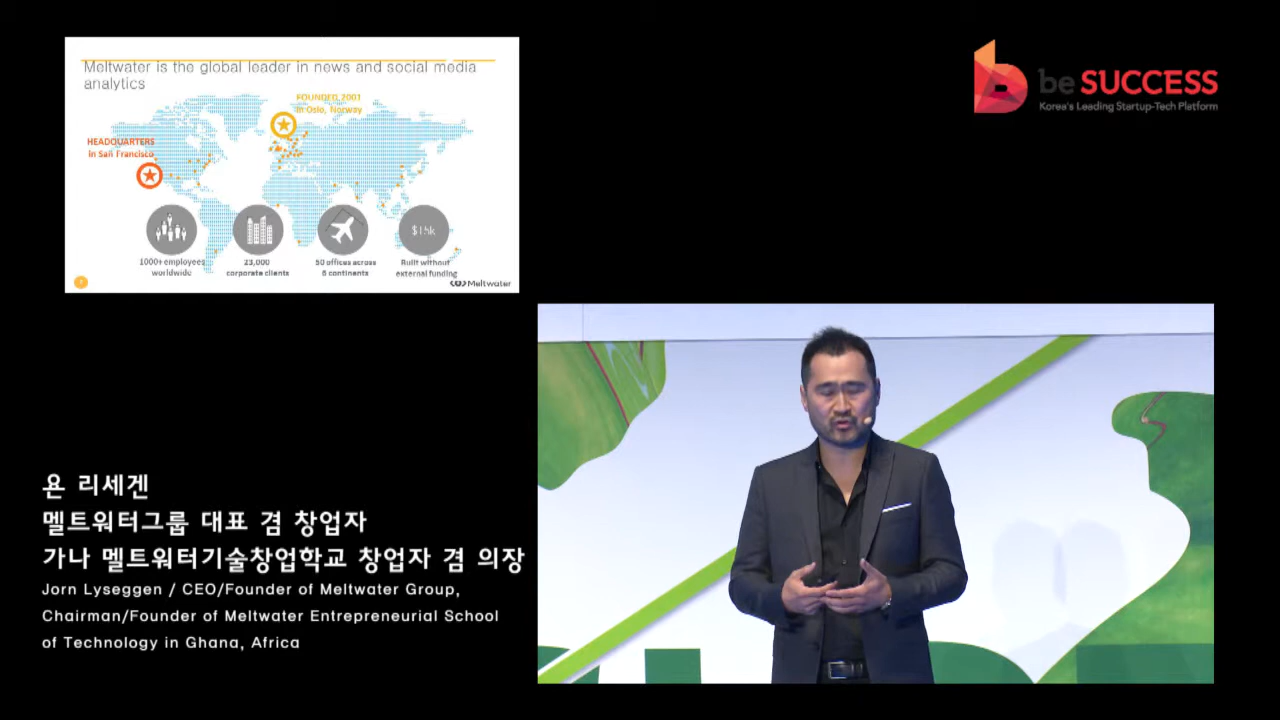 Meltwater is the global leader in news and social media
analytics
FOUNDED 2001
in Oslo, Norway
HEADQUARTERS
in San Francisco
$15k
1000+ employees
worldwide
23,000
corporate clients
50 offices across
6 continents
Built without
external funding
Meltwater
be SUCCESS
Korea's Leading Startup-Tech Platform
욘 리세겐
멜트워터그룹 대표 겸 창업자
가나 멜트워터기술창업학교 창업자 겸 의장
Jorn Lyseggen / CEO/Founder of Meltwater Group,
Chairman/Founder of Meltwater Entrepreneurial School
of Technology in Ghana, Africa